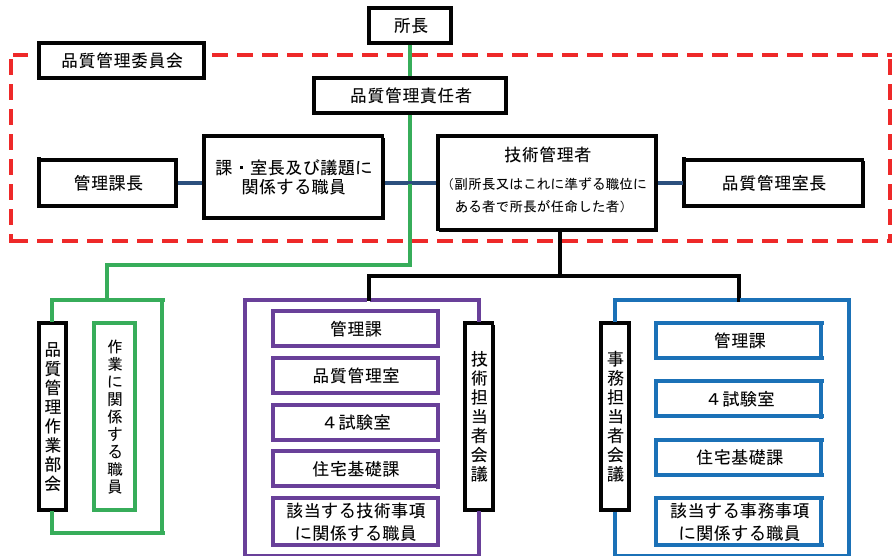 所長
品質管理委員会
品質管理責任者
管理課長
課・室長及び議題に
関係する職員
技術管理者
（副所長又はこれに準ずる職位に
ある者で所長が任命した者）
品質管理室長
品質管理作業部会
作業に関係する職員
管理課
品質管理室
４試験室
住宅基礎課
該当する技術事項
に関係する職員
技術担当者会議
事務担当者会議
管理課
４試験室
住宅基礎課
該当する事務事項
に関係する職員